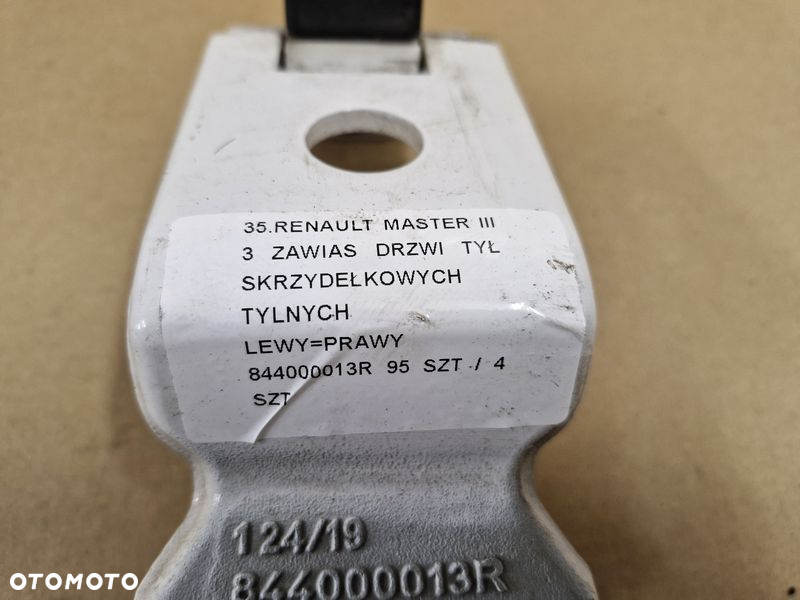 35.RENAULT MASTER III
3 ZAWIAS DRZWI TYŁ
SKRZYDEŁKOWYCH
TYLNYCH
LEWY=PRAWY
844000013R 95 SZT / 4
SZT
124/19
844000013R
OTOMOTO